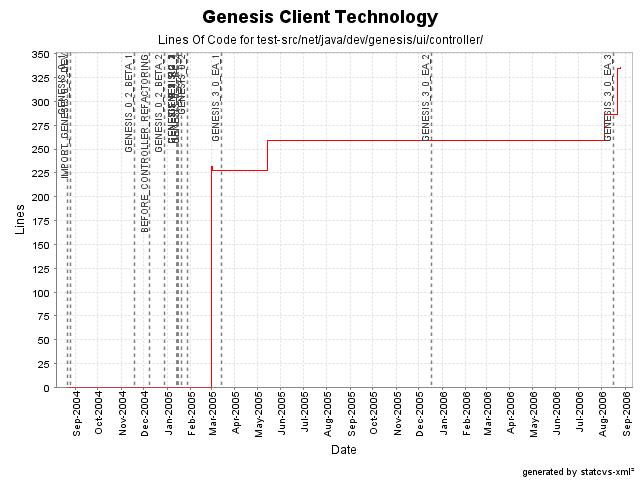 Genesis Client Technology
Lines Of Code for test-src/net/java/dev/genesis/ui/controller/
GENESIS_0_2_BETA_1
BEFORE_CONTROLLER_REFACTORING
GENESIS_0_2_BETA_2
GENESIS_3_0_EA_1
GENESIS_3_0_EA_2
GENESIS_3_0_EA_3
350
325
300
275
250
225
200
175
150
125
100
75
50
25
0
Lines
Sep-2004
Oct-2004
Nov-2004
Dec-2004
Jan-2005
Feb-2005
Mar-2005
Apr-2005
May-2005
Jun-2005
Jul-2005
Aug-2005
Sep-2005
Oct-2005
Nov-2005
Dec-2005
Jan-2006
Feb-2006
Mar-2006
Apr-2006
May-2006
Jun-2006
Jul-2006
Aug-2006
Sep-2006
Date
generated by statcvs-xml²